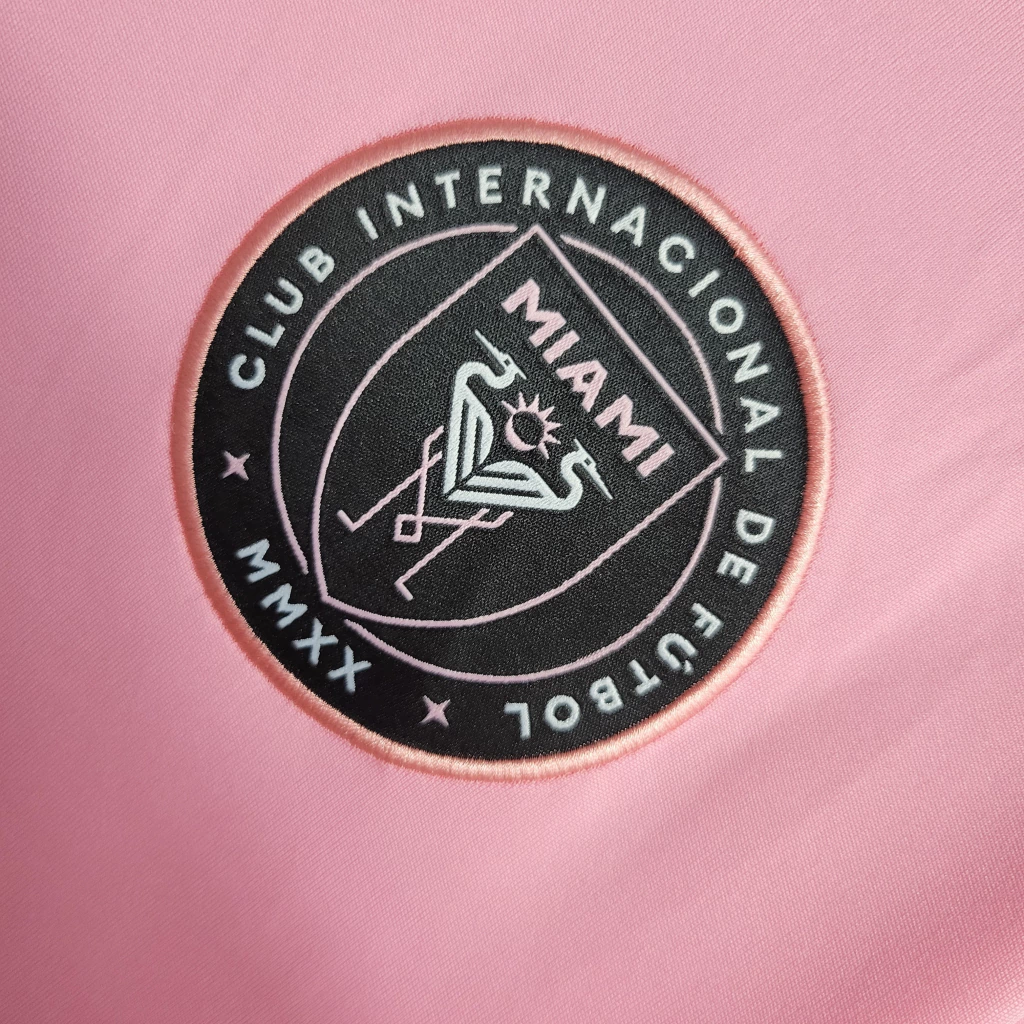 CLUB INTERNACIONAL DE FÚTBOL
MIAMI
MMXX